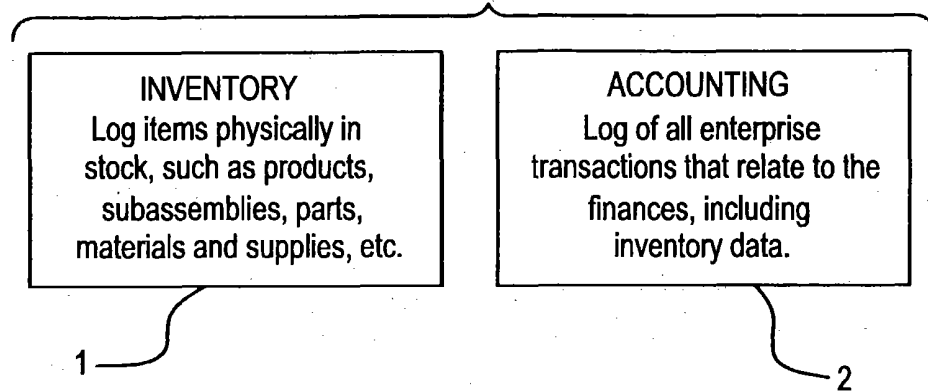 INVENTORY
Log items physically in
stock, such as products,
subassemblies, parts,
materials and supplies, etc.
ACCOUNTING
Log of all enterprise
transactions that relate to the
finances, including
inventory data.
1
2